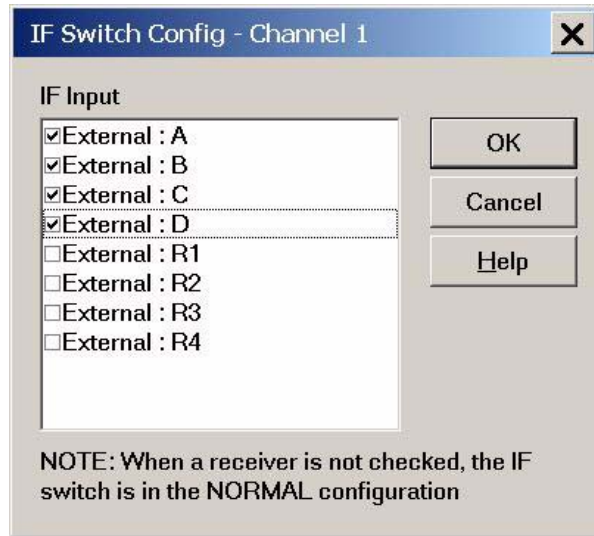 IF Switch Config - Channel 1
IF Input
External : A
External : B
External : C
External : D
External : R1
External : R2
External : R3
External : R4
OK
Cancel
Help
NOTE: When a receiver is not checked, the IF
switch is in the NORMAL configuration